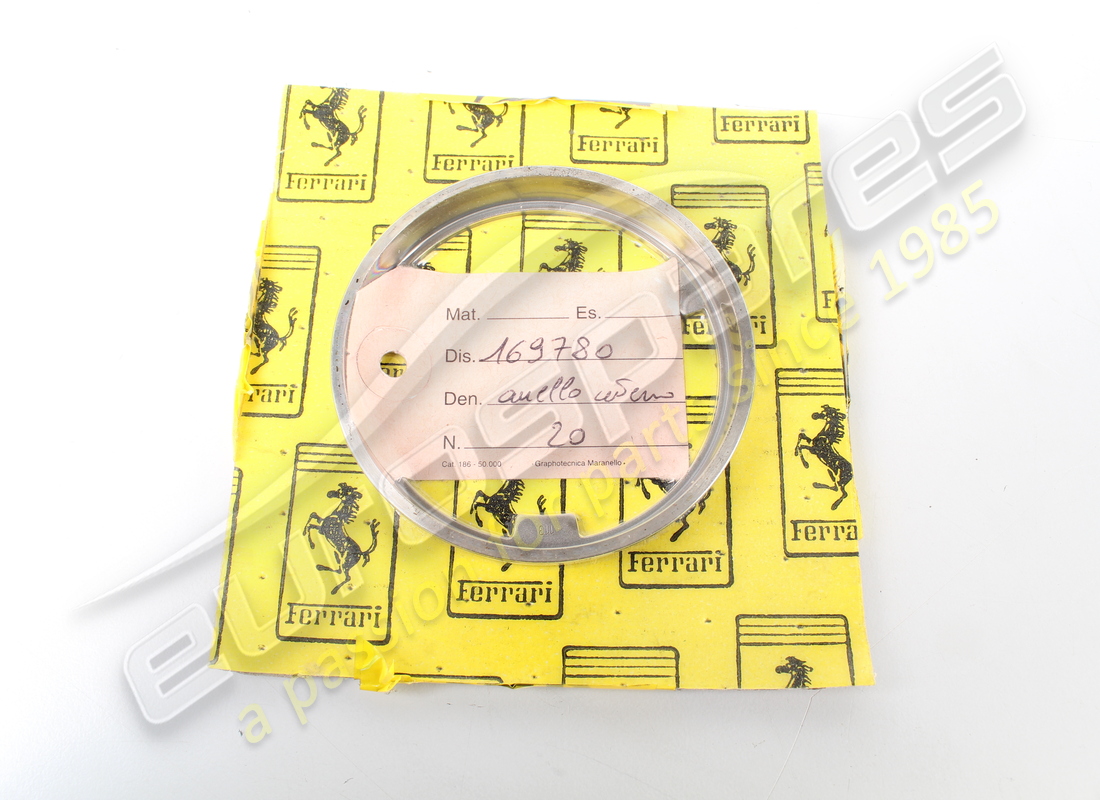 Ferrari
Ferrari
Ferrari
Ferrari
Mat. Es.
Dis. 169780
Den. anello
N. 20
Cat. 186 - 50.000 Graphotecnica Maranello -
Ferrari
Ferrari
Ferrari
Ferrari
Ferrari
eurospares
a passion for parts since 1985